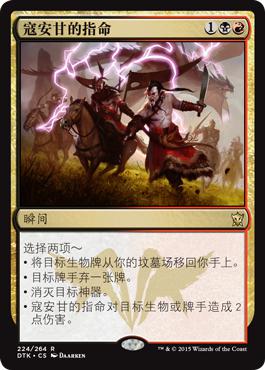 寇安甘的指命 1
瞬间
选择两项～
• 将目标生物牌从你的坟墓场移回你手上。
• 目标牌手弃一张牌。
• 消灭目标神器。
• 寇安甘的指命对目标生物或牌手造成2
点伤害。
224/264 R
DTK • CS DAARKEN
™ & © 2015 Wizards of the Coast